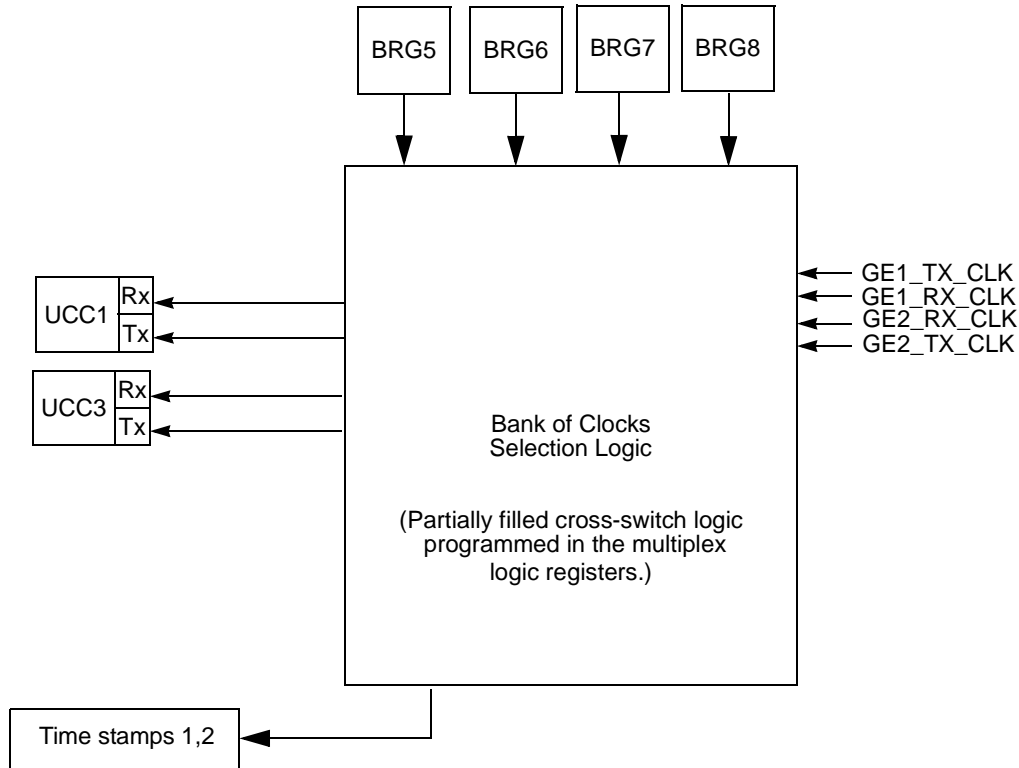 BRG5
BRG6
BRG7
BRG8
GE1_TX_CLK
GE1_RX_CLK
GE2_RX_CLK
GE2_TX_CLK
UCC1
Rx
Tx
UCC3
Rx
Tx
Bank of Clocks
Selection Logic
(Partially filled cross-switch logic
programmed in the multiplex
logic registers.)
Time stamps 1,2